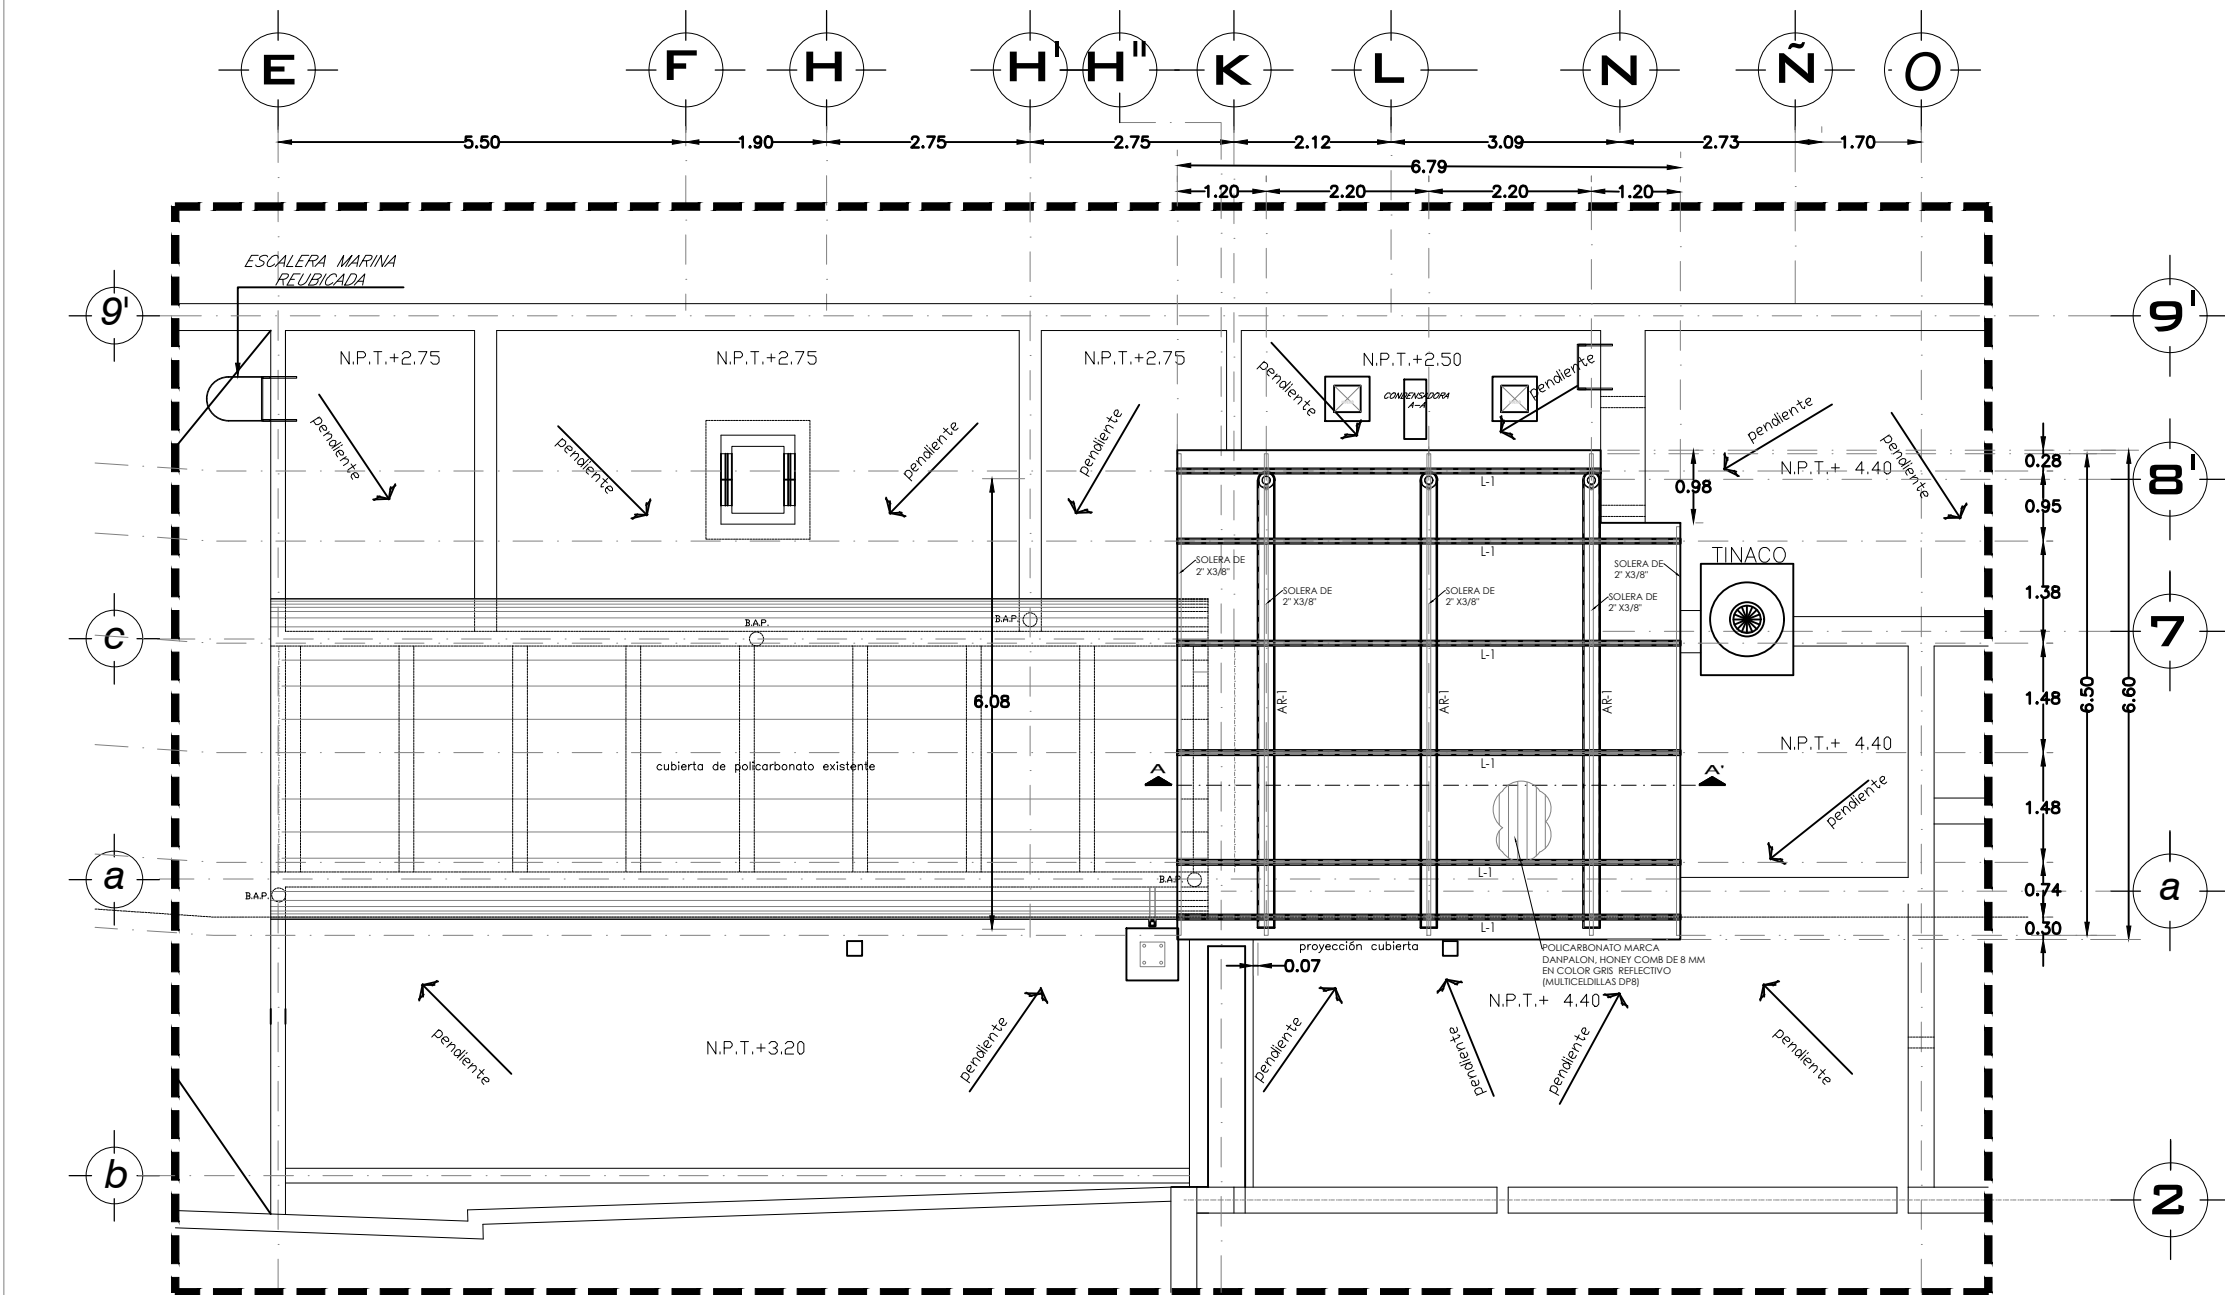 E F H H' H'' K L N Ñ O
5.50 1.90 2.75 2.75 2.12 3.09 2.73 1.70
6.79
1.20 2.20 2.20 1.20
ESCALERA MARINA
REUBICADA
9' 9'
N.P.T.+2.75 N.P.T.+2.75 N.P.T.+2.75 N.P.T.+2.50
pendiente pendiente
CONDENSADORA
A-A
pendiente pendiente pendiente pendiente pendiente pendiente
N.P.T.+ 4.40
0.28
8'
L-1
0.98
0.95
L-1
TINACO
SOLERA DE
2" X3/8"
SOLERA DE
2" X3/8"
SOLERA DE
2" X3/8"
SOLERA DE
2" X3/8"
SOLERA DE
2" X3/8"
1.38
B.A.P.
B.A.P.
c 7
L-1
6.08
AR-1 AR-1 AR-1
1.48
6.50 6.60
N.P.T.+ 4.40
cubierta de policarbonato existente
L-1
A A'
pendiente
1.48
L-1
a B.A.P. a
B.A.P.
0.74
L-1
0.30
proyección cubierta
POLICARBONATO MARCA
DANPALON, HONEY COMB DE 8 MM
EN COLOR GRIS REFLECTIVO
(MULTICELDILLAS DP8)
0.07
N.P.T.+ 4.40
N.P.T.+3.20
pendiente pendiente pendiente pendiente pendiente pendiente
b 2